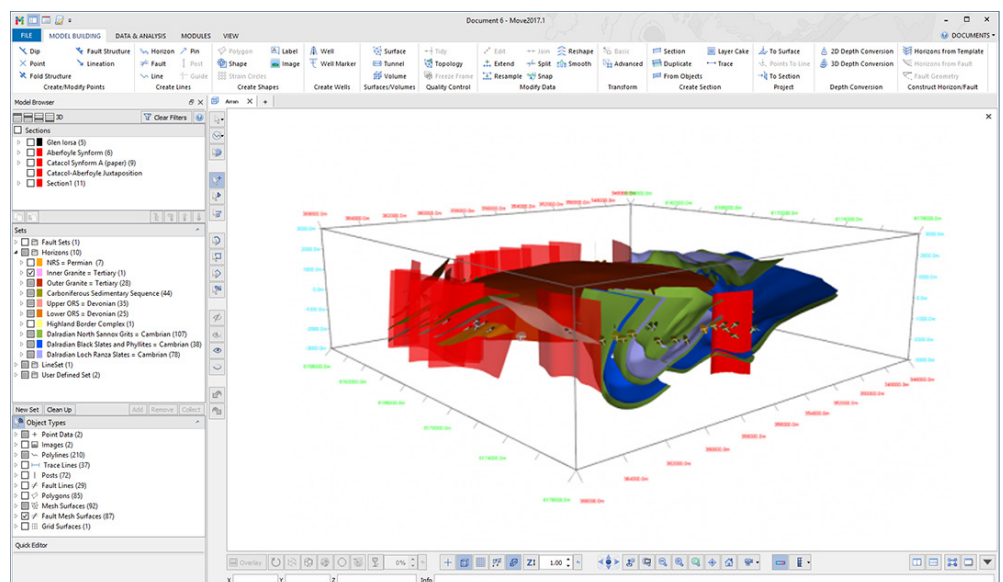 Document 6 - Move2017.1
FILE MODEL BUILDING DATA & ANALYSIS MODULES VIEW DOCUMENTS
Dip Fault Structure Horizon Pin Polygon Label Well Surface Tidy Edit Join Reshape Basic Section Layer Cake To Surface 2D Depth Conversion Horizons from Template
Point Lineation Fault Post Shape Image Well Marker Tunnel Topology Extend Split Smooth Advanced Duplicate Trace Points To Line 3D Depth Conversion Horizons from Fault
Fold Structure Line Guide Strain Circles Volume Freeze Frame Resample Snap From Objects To Section Fault Geometry
Create/Modify Points Create Lines Create Shapes Create Wells Surfaces/Volumes Quality Control Modify Data Transform Create Section Project Depth Conversion Construct Horizon/Fault
Model Browser Arran
3D Clear Filters
Sections
Glen Iorsa (5)
Aberfoyle Synform (6)
Catacol Synform A (paper) (9)
Catacol-Aberfoyle Juxtaposition
Section1 (11)
Sets
Fault Sets (1)
Horizons (10)
NRS = Permian (7)
Inner Granite = Tertiary (1)
Outer Granite = Tertiary (28)
Carboniferous Sedimentary Sequence (44)
Upper ORS = Devonian (35)
Lower ORS = Devonian (25)
Highland Border Complex (1)
Dalradian North Sannox Grits = Cambrian (107)
Dalradian Black Slates and Phyllites = Cambrian (38)
Dalradian Loch Ranza Slates = Cambrian (78)
LineSet (1)
User Defined Set (2)
New Set Clean Up Add Remove Collect
Object Types
Point Data (2)
Images (2)
Polylines (210)
Trace Lines (37)
Posts (72)
Fault Lines (29)
Polygons (85)
Mesh Surfaces (92)
Fault Mesh Surfaces (87)
Grid Surfaces (1)
Quick Editor
Overlay 0% Z: 1.00
X Y Z Info